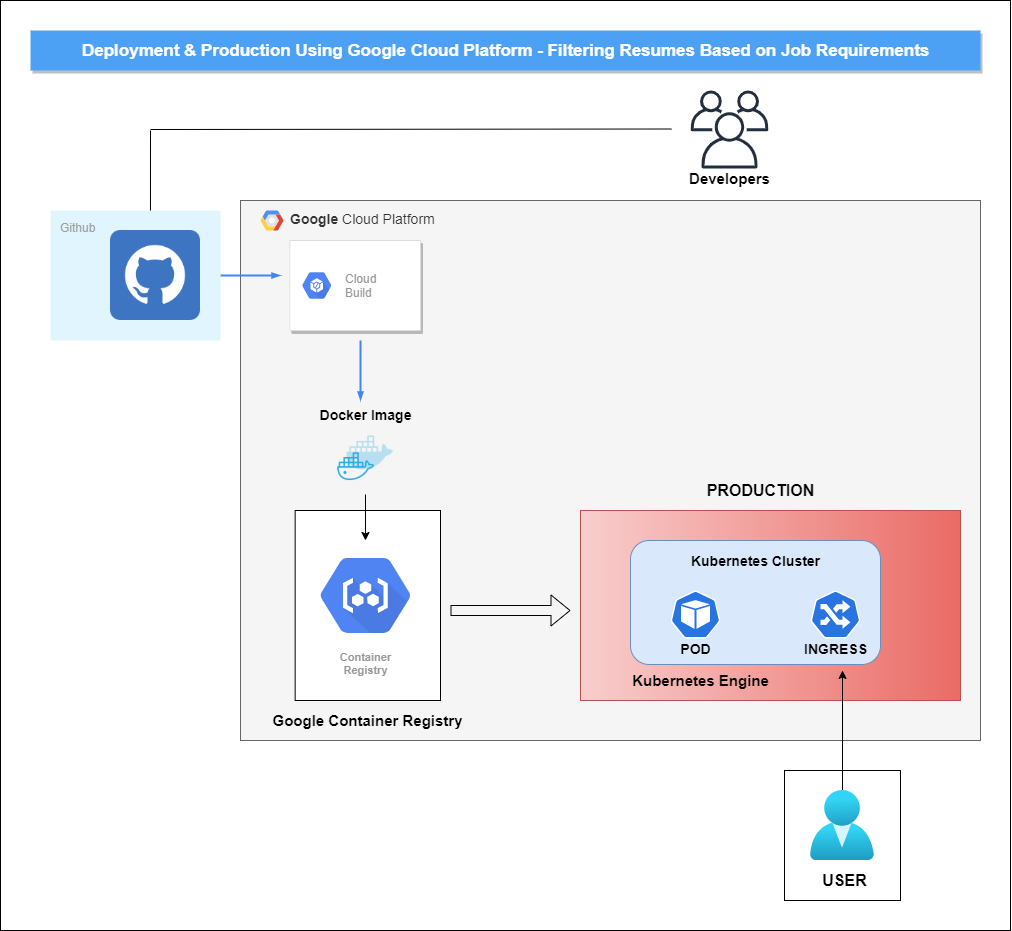 Deployment & Production Using Google Cloud Platform - Filtering Resumes Based on Job Requirements
Developers
Github
Google Cloud Platform
Cloud
Build
Docker Image
PRODUCTION
Kubernetes Cluster
POD
INGRESS
Kubernetes Engine
Container
Registry
Google Container Registry
USER